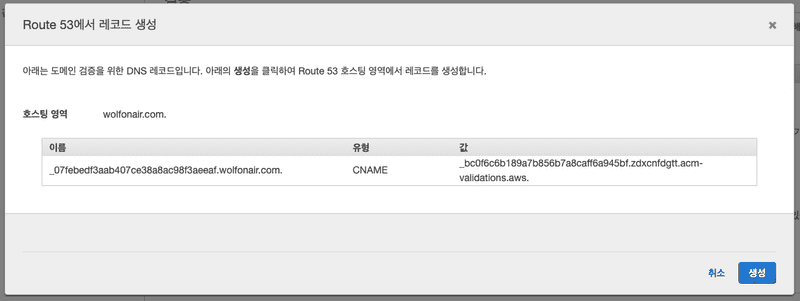 Route 53에서 레코드 생성
아래는 도메인 검증을 위한 DNS 레코드입니다. 아래의 생성을 클릭하여 Route 53 호스팅 영역에서 레코드를 생성합니다.
호스팅 영역 wolfonair.com.
이름 유형 값
_07febedf3aab407ce38a8ac98f3aeeaf.wolfonair.com. CNAME _bc0f6c6b189a7b856b7a8caff6a945bf.zdxcnfdgtt.acm-
validations.aws.
취소 생성